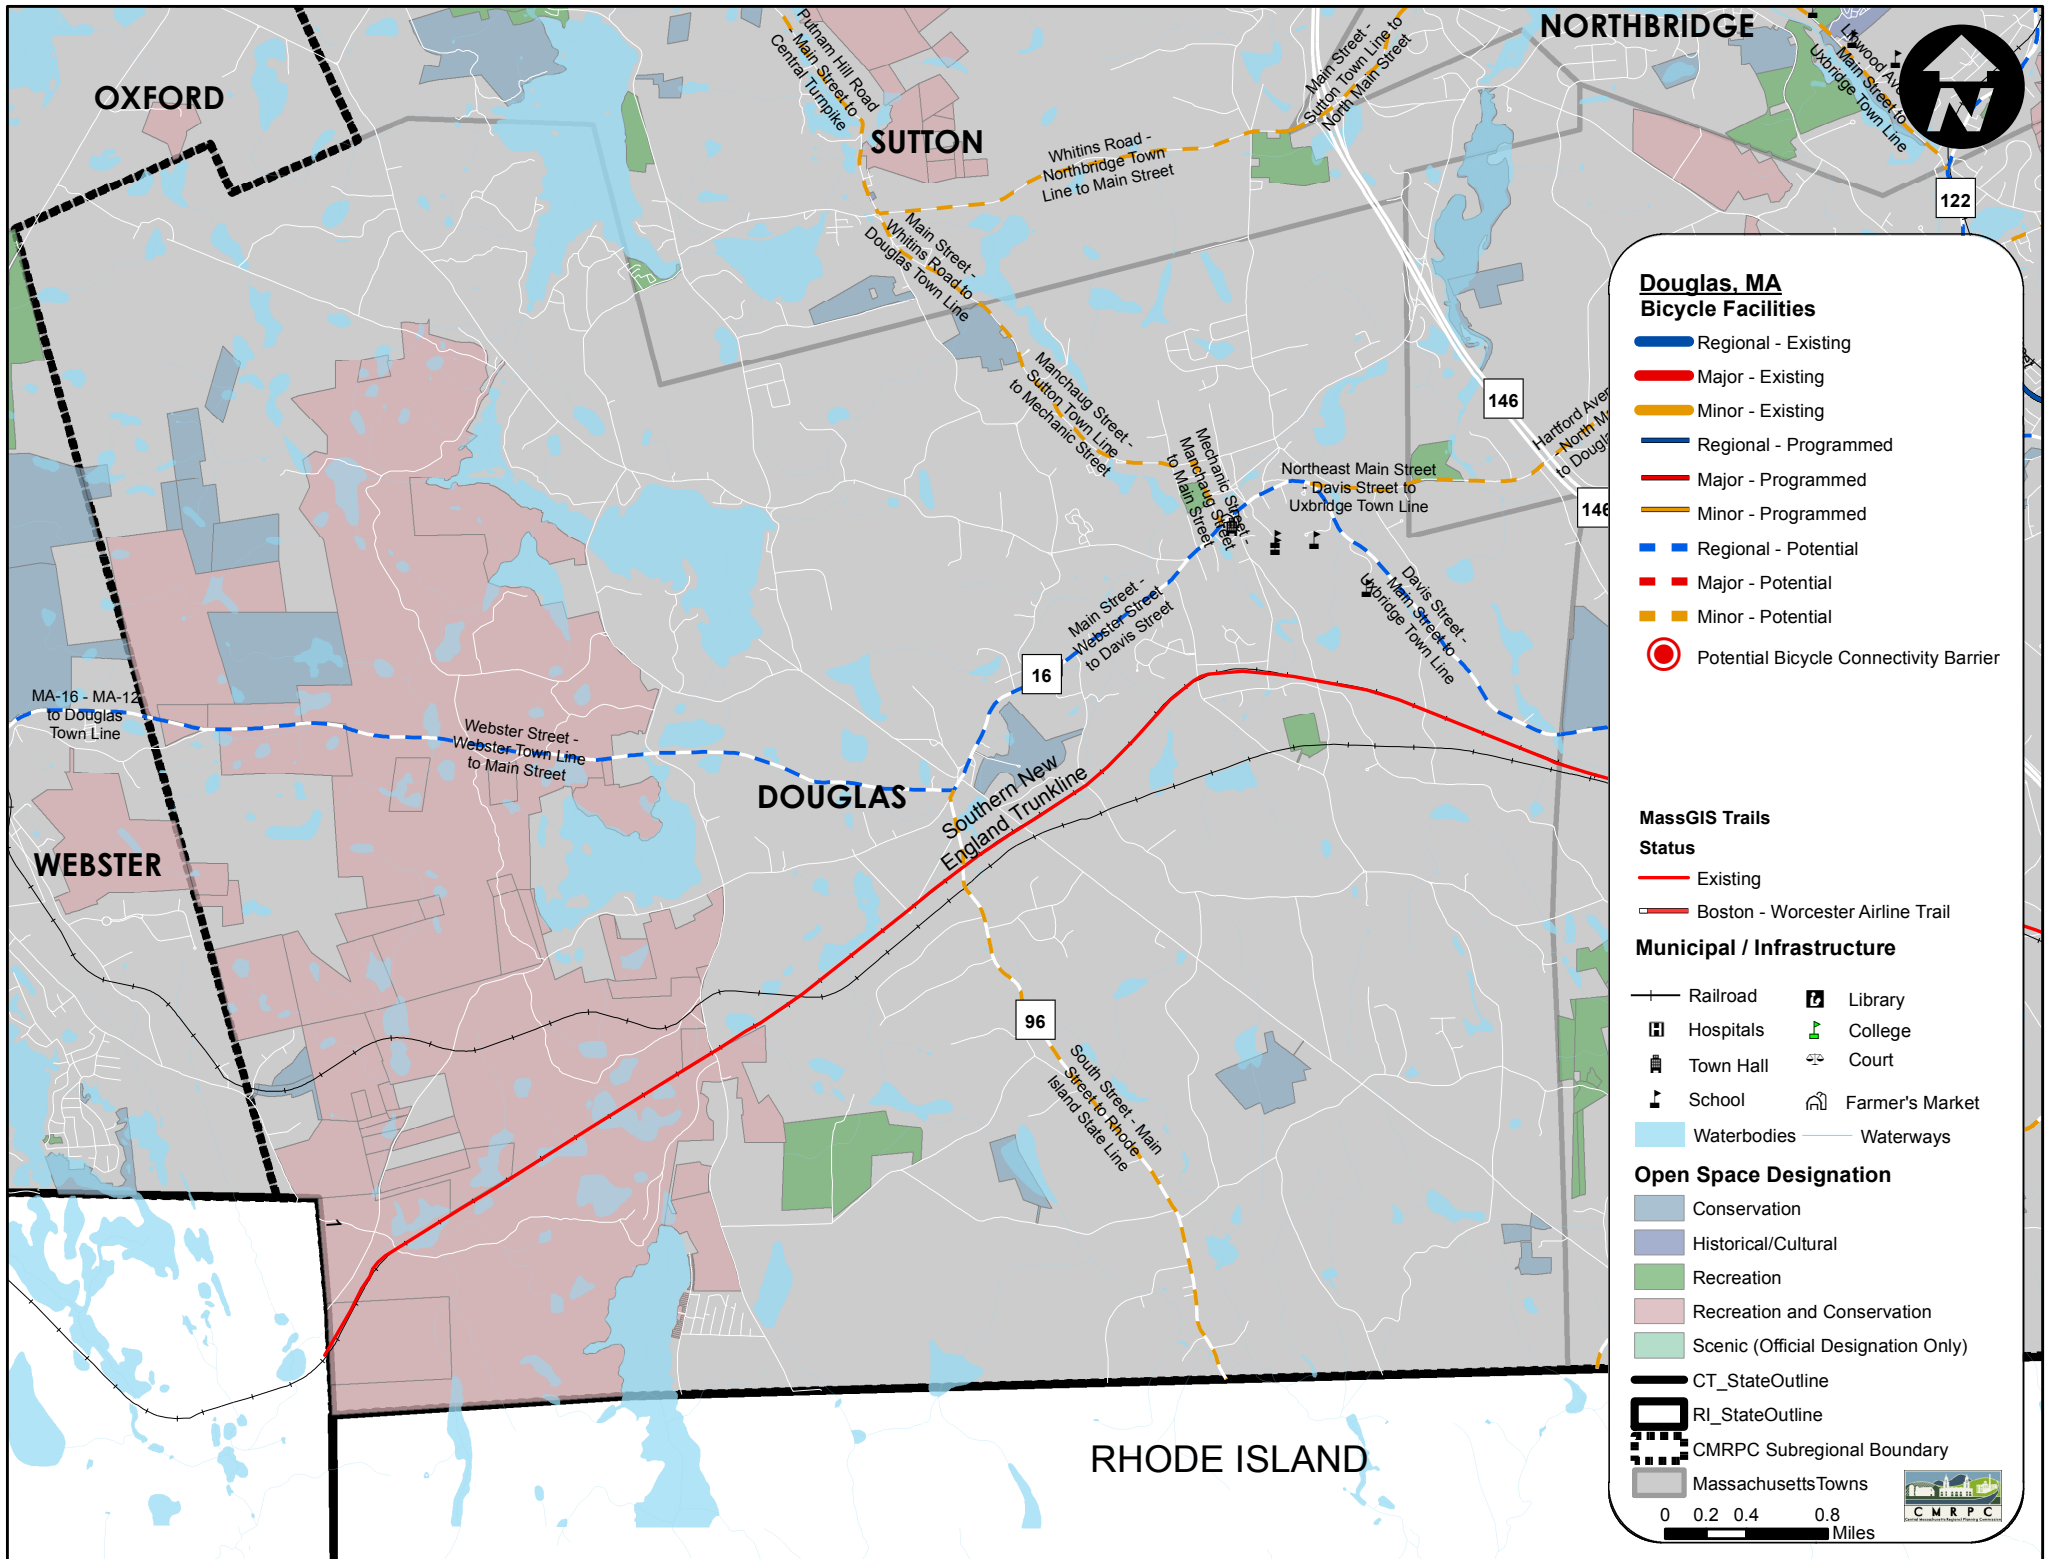 NORTHBRIDGE
OXFORD
SUTTON
Putnam Hill Road
- Main Street to
Central Turnpike
Main Street -
Sutton Town Line to
North Main Street
Main Street to
Uxbridge Town Line
N
122
Whitins Road -
Northbridge Town
Line to Main Street
Main Street -
Whitins Road to
Douglas Town Line
Manchaug Street -
Sutton Town Line
to Mechanic Street
Mechanic Street -
Manchaug Street
to Main Street
Northeast Main Street
- Davis Street to
Uxbridge Town Line
146
146
Davis Street -
Main Street to
Uxbridge Town Line
Main Street -
Webster Street
to Davis Street
16
MA-16 - MA-12
to Douglas
Town Line
Webster Street -
Webster Town Line
to Main Street
DOUGLAS
WEBSTER
Southern New
England Trunkline
96
South Street - Main
Street to Rhode
Island State Line
RHODE ISLAND
Douglas, MA
Bicycle Facilities
Regional - Existing
Major - Existing
Minor - Existing
Regional - Programmed
Major - Programmed
Minor - Programmed
Regional - Potential
Major - Potential
Minor - Potential
Potential Bicycle Connectivity Barrier
MassGIS Trails
Status
Existing
Boston - Worcester Airline Trail
Municipal / Infrastructure
Railroad
Library
Hospitals
College
Town Hall
Court
School
Farmer's Market
Waterbodies
Waterways
Open Space Designation
Conservation
Historical/Cultural
Recreation
Recreation and Conservation
Scenic (Official Designation Only)
CT_StateOutline
RI_StateOutline
CMRPC Subregional Boundary
MassachusettsTowns
CMRPC
0 0.2 0.4 0.8
Miles